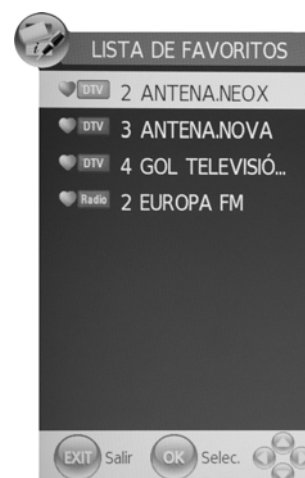 LISTA DE FAVORITOS
DTV 2 ANTENA.NEOX
DTV 3 ANTENA.NOVA
DTV 4 GOL TELEVISIÓ...
Radio 2 EUROPA FM
EXIT Salir OK Selec.